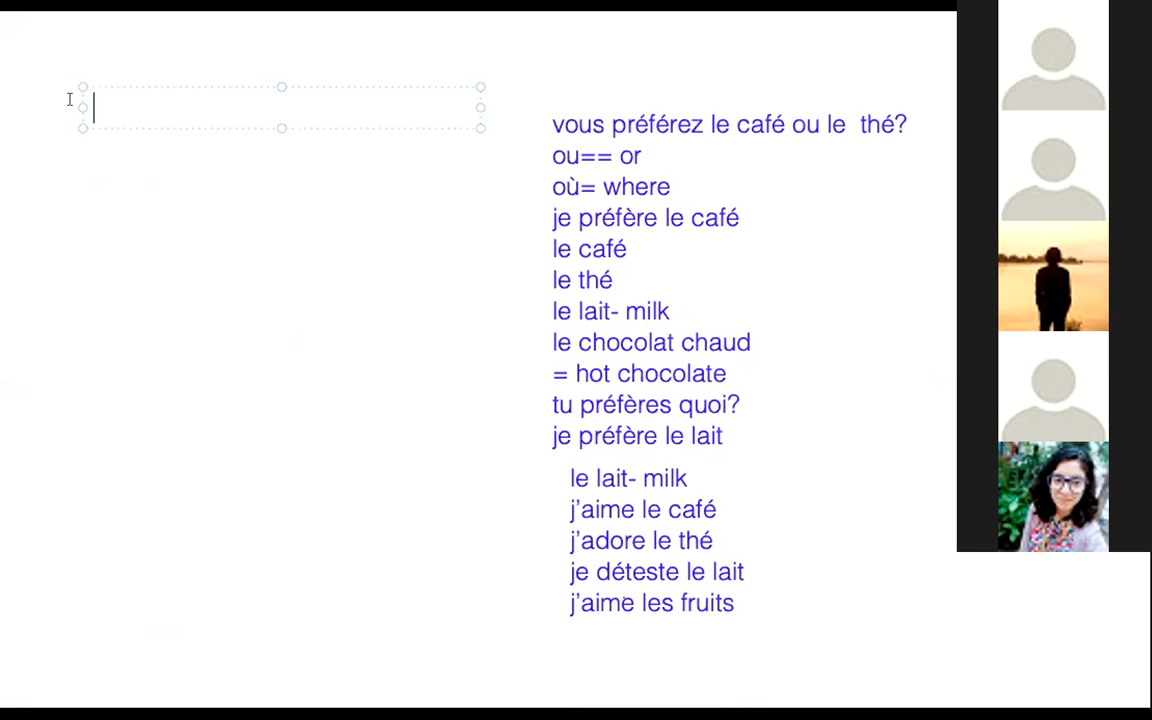 vous préférez le café ou le thé?
ou== or
où= where
je préfère le café
le café
le thé
le lait- milk
le chocolat chaud
= hot chocolate
tu préfères quoi?
je préfère le lait
le lait- milk
j'aime le café
j'adore le thé
je déteste le lait
j'aime les fruits